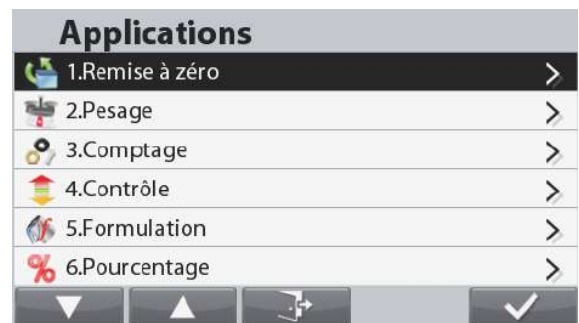 Applications
1.Remise à zéro
2.Pesage
3.Comptage
4.Contrôle
5.Formulation
6.Pourcentage